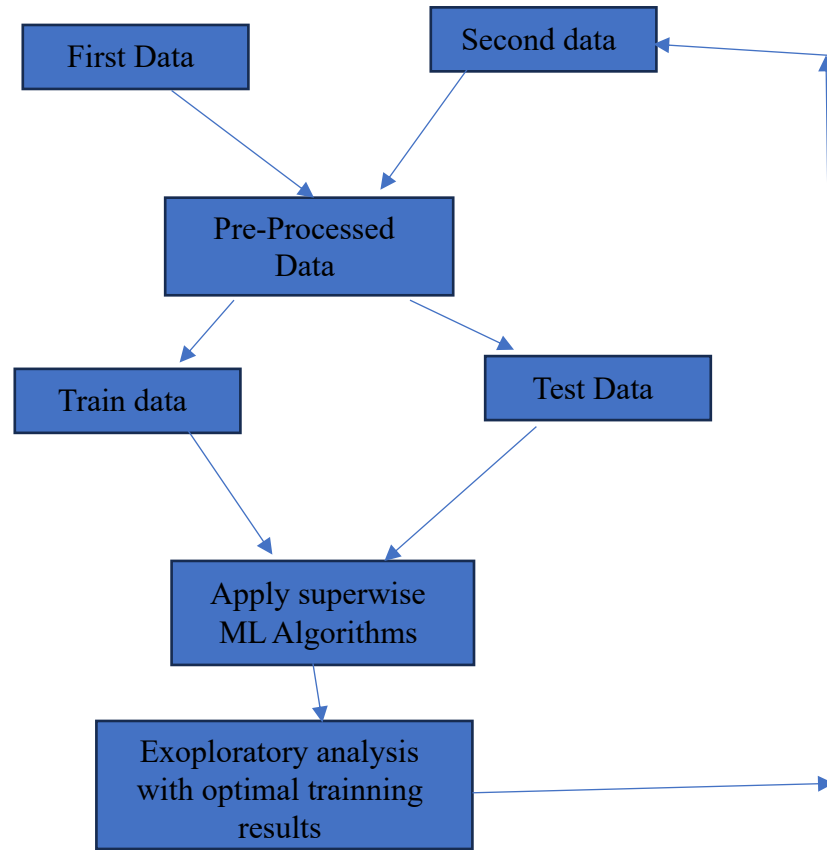 First Data
Second data
Pre-Processed
Data
Train data
Test Data
Apply superwise
ML Algorithms
Exoploratory analysis
with optimal trainning
results